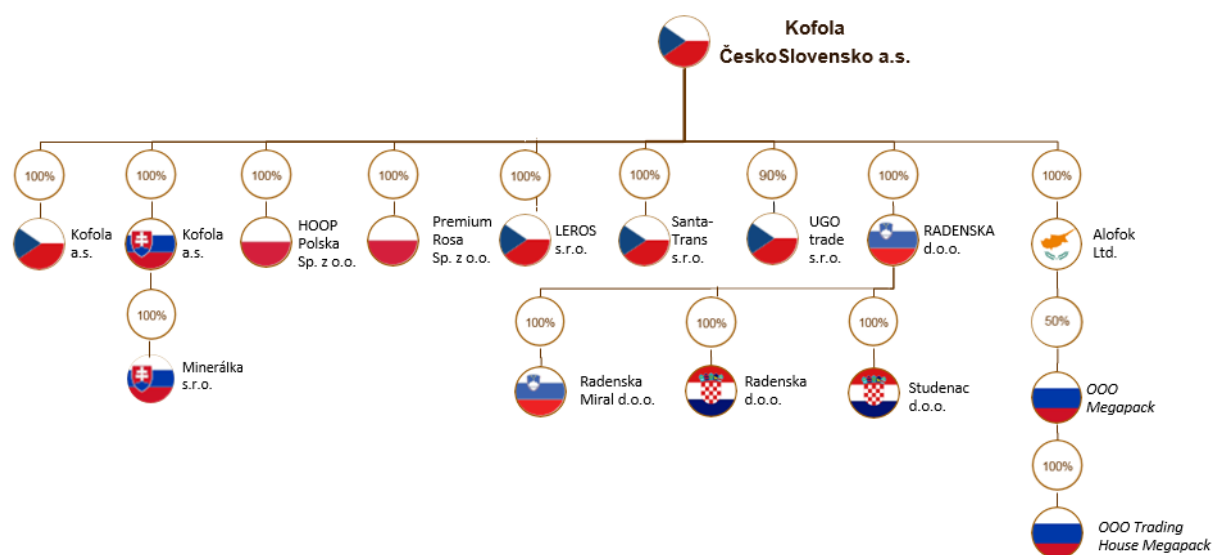 Kofola
ČeskoSlovensko a.s.
100%
100%
100%
100%
100%
100%
90%
100%
100%
Kofola
a.s.
Kofola
a.s.
HOOP
Polska
Sp. z o.o.
Premium
Rosa
Sp. z o.o.
LEROS
s.r.o.
Santa-
Trans
s.r.o.
UGO
trade
s.r.o.
RADENSKA
d.o.o.
Alofok
Ltd.
100%
100%
100%
100%
50%
Minerálka
s.r.o.
Radenska
Miral d.o.o.
Radenska
d.o.o.
Studenac
d.o.o.
OOO
Megapack
100%
OOO Trading
House Megapack